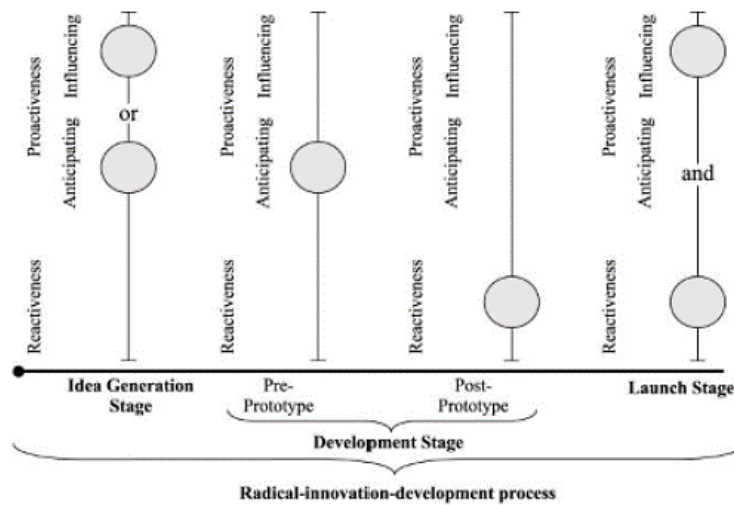 Proactiveness
Influencing
or
Anticipating
Reactiveness
Proactiveness
Influencing
Anticipating
Reactiveness
Proactiveness
Influencing
Anticipating
Reactiveness
Proactiveness
Influencing
and
Anticipating
Reactiveness
Idea Generation
Stage
Pre-
Prototype
Post-
Prototype
Launch Stage
Development Stage
Radical-innovation-development process